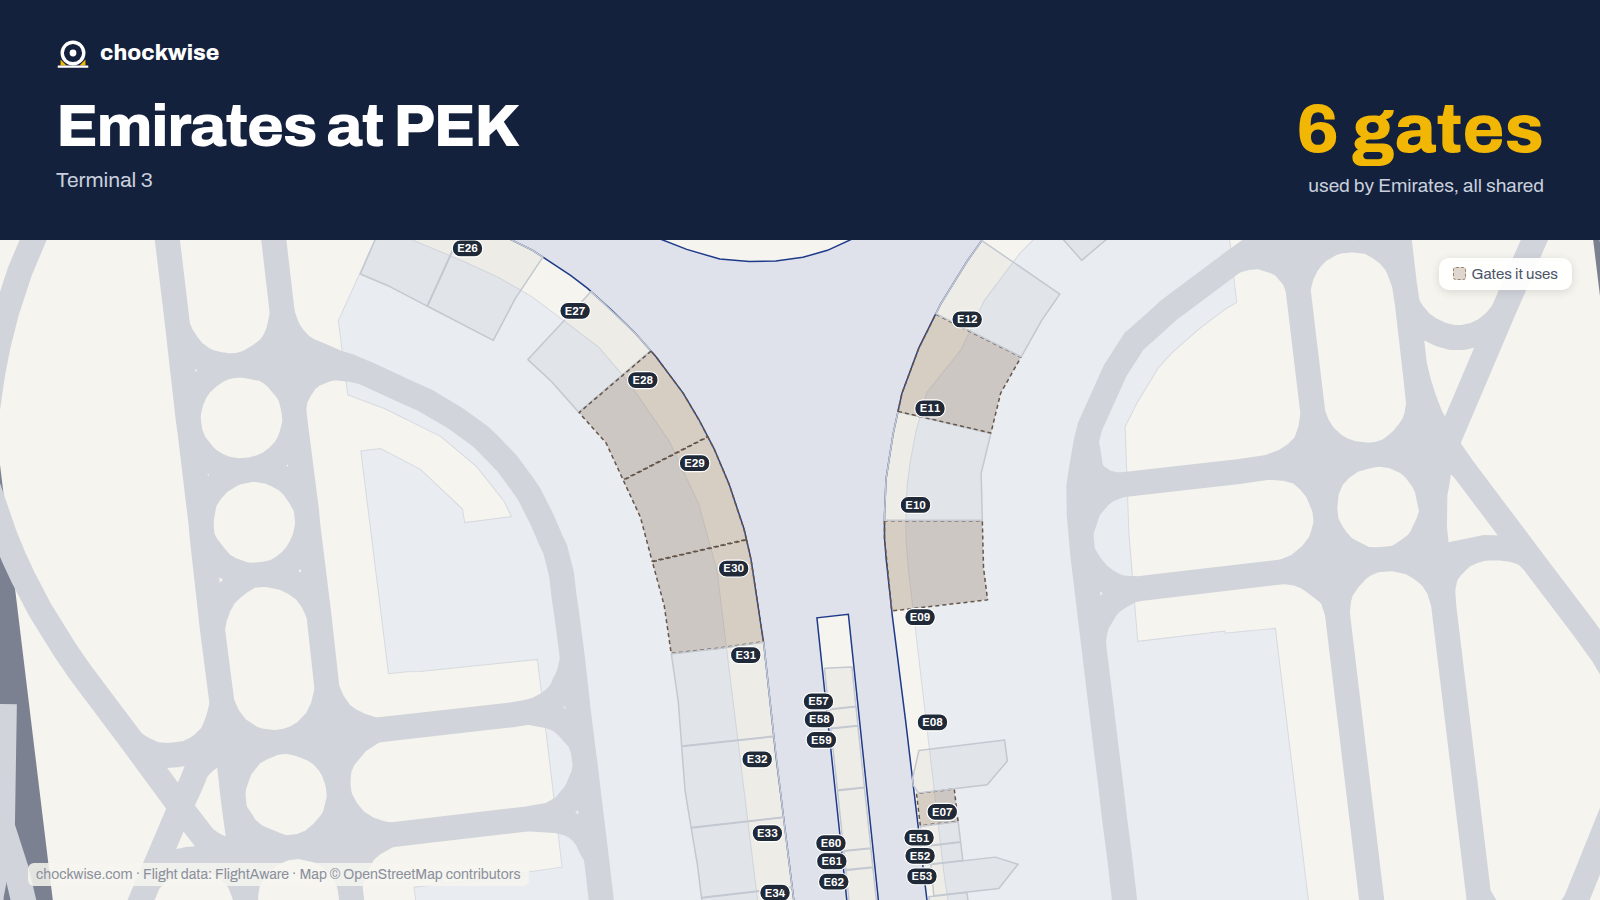 chockwise
Emirates at PEK
Terminal 3
6 gates
used by Emirates, all shared
Gates it uses
E26
E27
E12
E28
E11
E29
E10
E30
E09
E31
E57
E58
E08
E59
E32
E07
E33
E51
E60
E52
E61
E53
E62
E34
chockwise.com · Flight data: FlightAware · Map © OpenStreetMap contributors